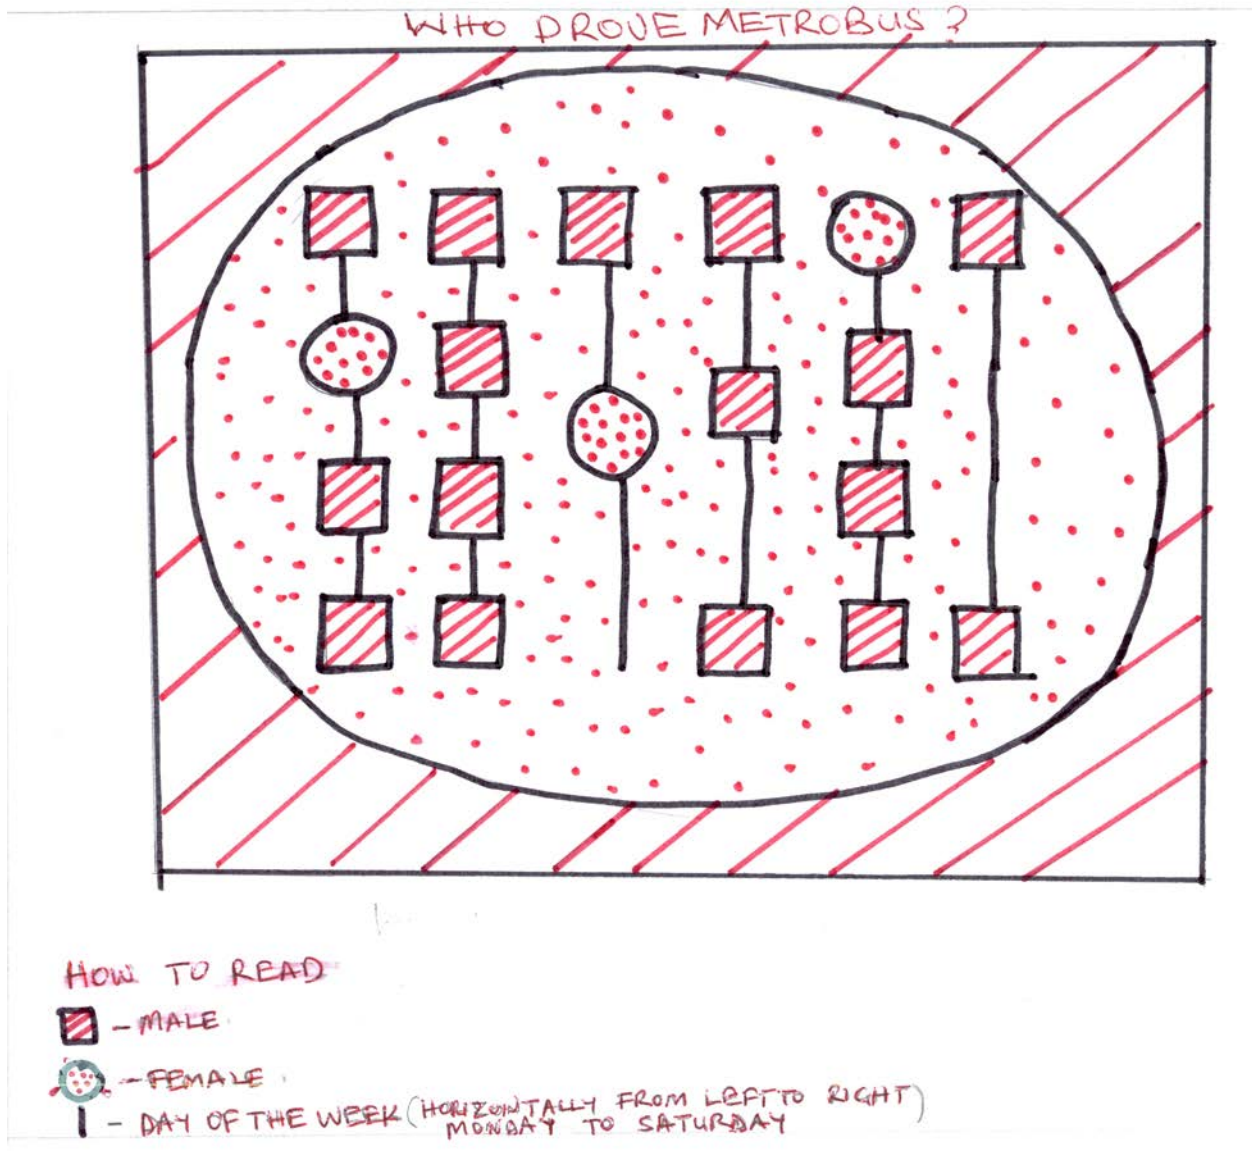 WHO DROVE METROBUS?
HOW TO READ
- MALE
- FEMALE
- DAY OF THE WEEK (HORIZONTALLY FROM LEFT TO RIGHT)
MONDAY TO SATURDAY